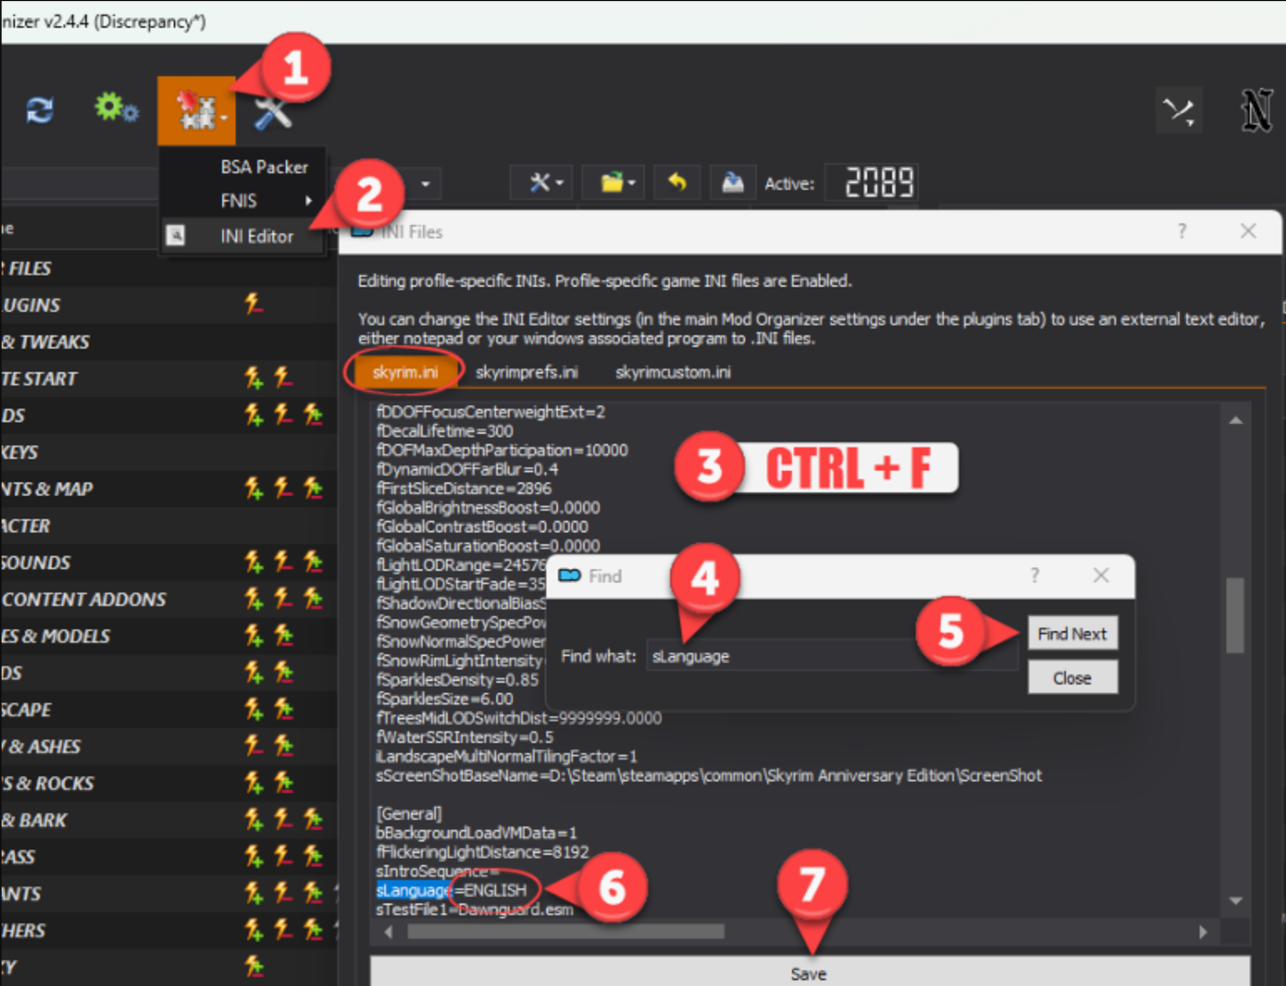 nizer v2.4.4 (Discrepancy*)
1
BSA Packer
FNIS
INI Editor
2
Active: 2089
N
INI Files
Editing profile-specific INIs. Profile-specific game INI files are Enabled.
You can change the INI Editor settings (in the main Mod Organizer settings under the plugins tab) to use an external text editor,
either notepad or your windows associated program to .INI files.
skyrim.ini skyrimprefs.ini skyrimcustom.ini
ne
R FILES
LUGINS
& TWEAKS
TE START
DS
KEYS
NTS & MAP
ACTER
SOUNDS
CONTENT ADDONS
ES & MODELS
DS
SCAPE
& ASHES
S & ROCKS
& BARK
ASS
ANTS
HERS
KY
fDDOFFocusCenterweightExt=2
fDecalLifetime=300
fDOFMaxDepthParticipation=10000
fDynamicDOFFarBlur=0.4
fFirstSliceDistance=2896
fGlobalBrightnessBoost=0.0000
fGlobalContrastBoost=0.0000
fGlobalSaturationBoost=0.0000
fLightLODRange=24576
fLightLODStartFade=35
fShadowDirectionalBiasS
fSnowGeometrySpecPow
fSnowNormalSpecPower
fSnowRimLightIntensity
fSparklesDensity=0.85
fSparklesSize=6.00
fTreesMidLODSwitchDist=9999999.0000
fWaterSSRIntensity=0.5
iLandscapeMultiNormalTilingFactor=1
sScreenShotBaseName=D:\Steam\steamapps\common\Skyrim Anniversary Edition\ScreenShot
[General]
bBackgroundLoadVMData=1
fFlickeringLightDistance=8192
sIntroSequence=
sLanguage=ENGLISH
sTestFile1=Dawnguard.esm
3 CTRL + F
Find
4
Find what: sLanguage
5
Find Next
Close
6
7
Save